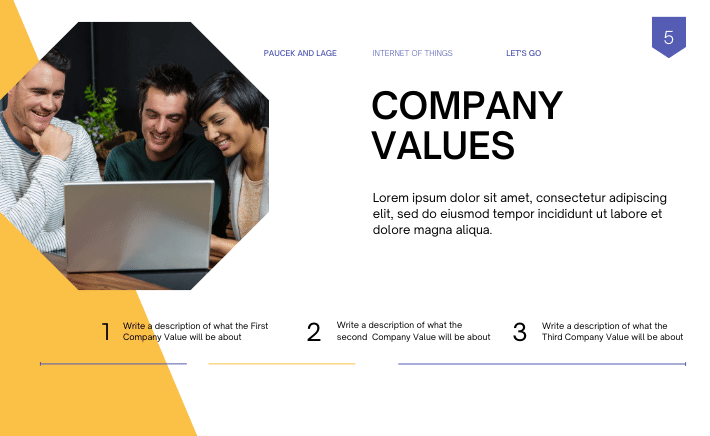 PAUCEK AND LAGE
INTERNET OF THINGS
LET'S GO
5
COMPANY
VALUES
Lorem ipsum dolor sit amet, consectetur adipiscing
elit, sed do eiusmod tempor incididunt ut labore et
dolore magna aliqua.
1
Write a description of what the First
Company Value will be about
2
Write a description of what the
second  Company Value will be about
3
Write a description of what the
Third Company Value will be about